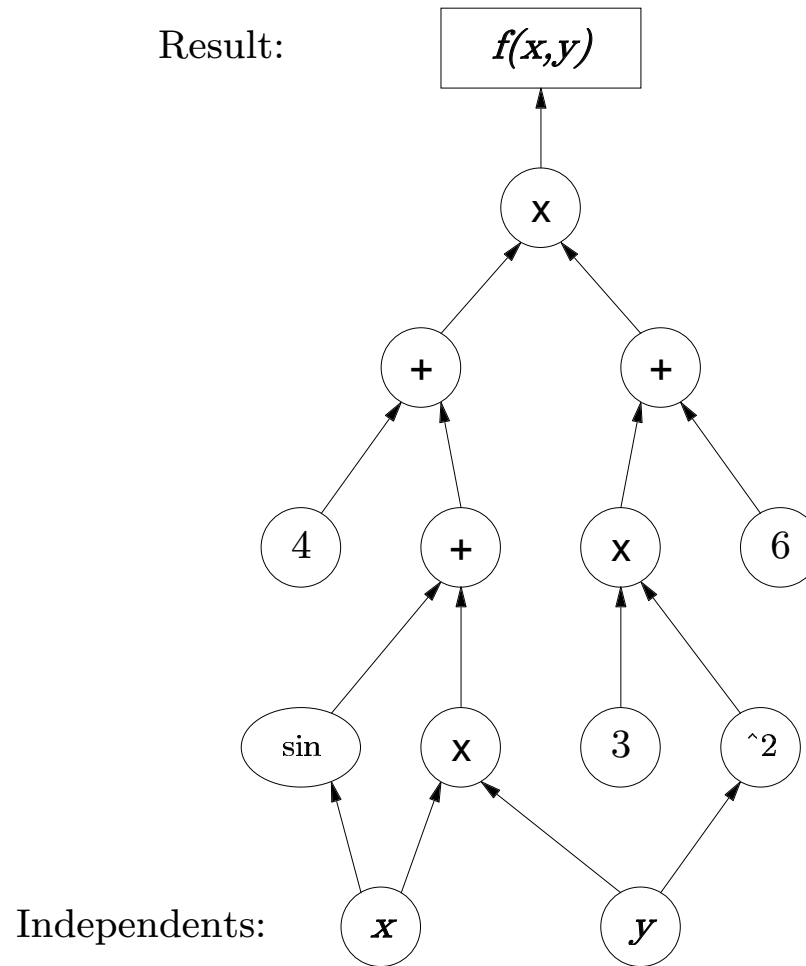 Result: f(x,y)
x
+ +
4 + x 6
sin x 3 ^2
Independents: x y